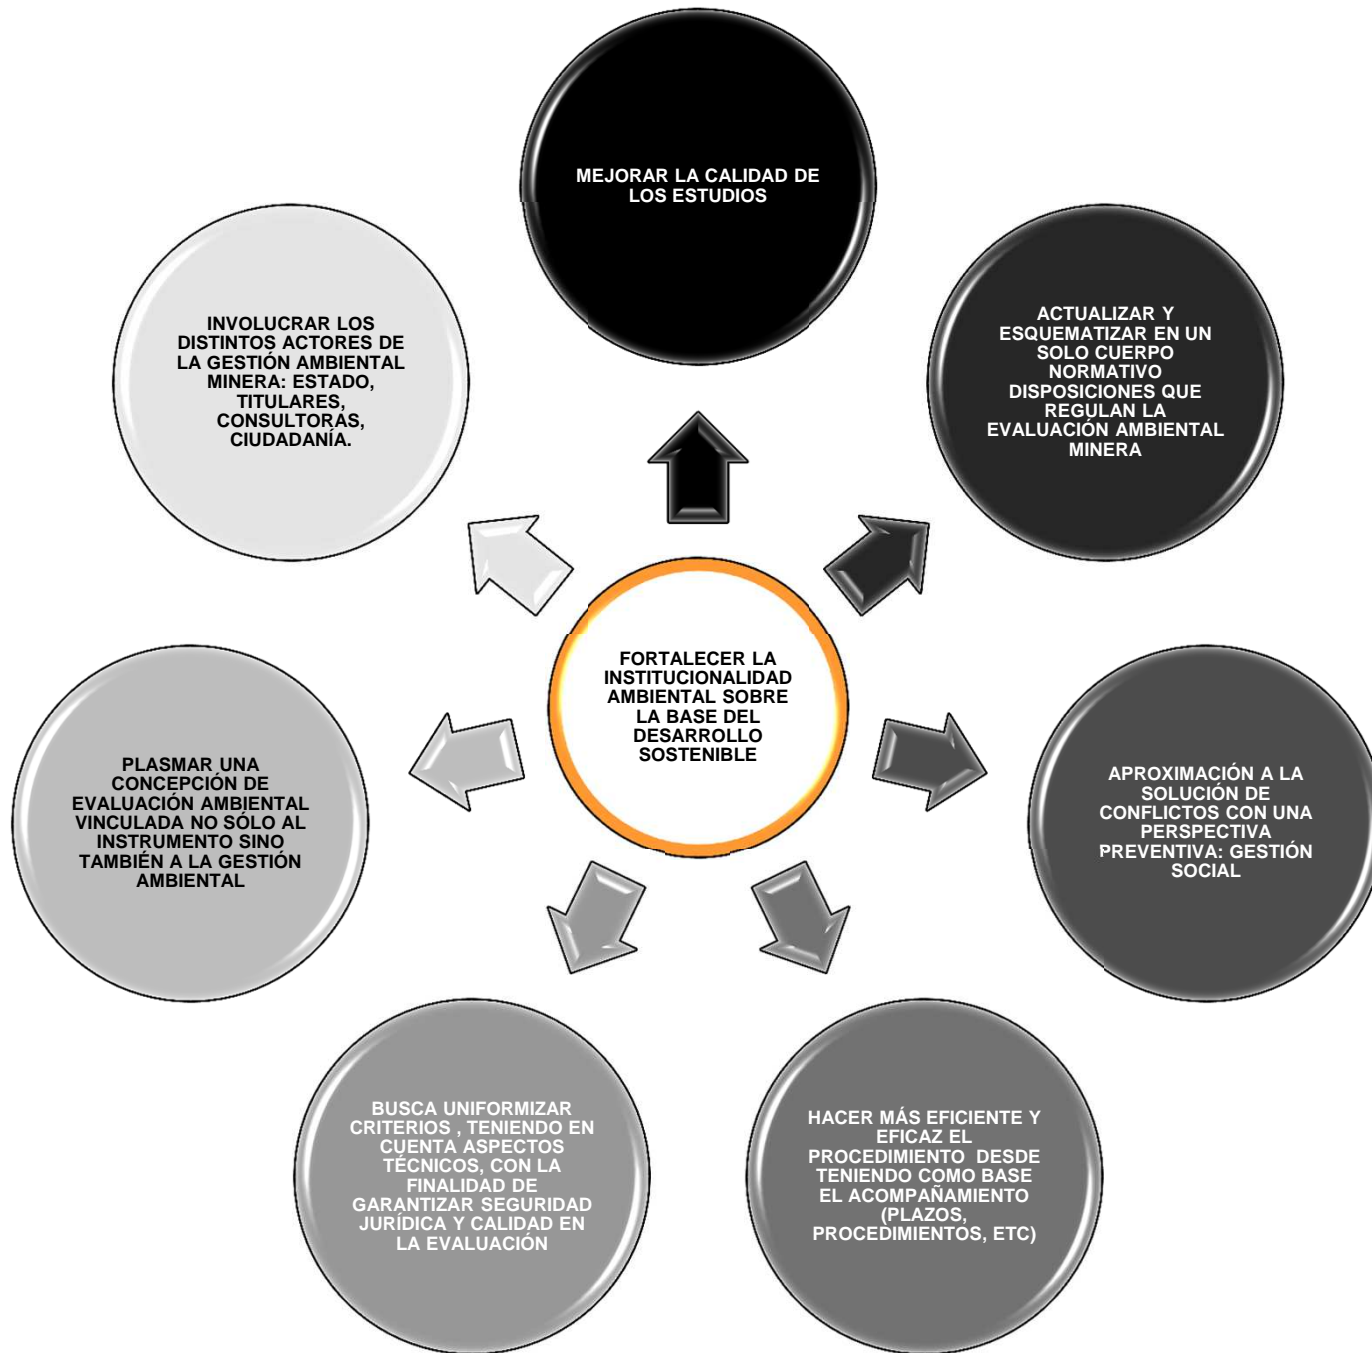 MEJORAR LA CALIDAD DE
LOS ESTUDIOS
ACTUALIZAR Y
ESQUEMATIZAR EN UN
SOLO CUERPO
NORMATIVO
DISPOSICIONES QUE
REGULAN LA
EVALUACIÓN AMBIENTAL
MINERA
APROXIMACIÓN A LA
SOLUCIÓN DE
CONFLICTOS CON UNA
PERSPECTIVA
PREVENTIVA: GESTIÓN
SOCIAL
HACER MÁS EFICIENTE Y
EFICAZ EL
PROCEDIMIENTO DESDE
TENIENDO COMO BASE
EL ACOMPAÑAMIENTO
(PLAZOS,
PROCEDIMIENTOS, ETC)
BUSCA UNIFORMIZAR
CRITERIOS , TENIENDO EN
CUENTA ASPECTOS
TÉCNICOS, CON LA
FINALIDAD DE
GARANTIZAR SEGURIDAD
JURÍDICA Y CALIDAD EN
LA EVALUACIÓN
PLASMAR UNA
CONCEPCIÓN DE
EVALUACIÓN AMBIENTAL
VINCULADA NO SÓLO AL
INSTRUMENTO SINO
TAMBIÉN A LA GESTIÓN
AMBIENTAL
INVOLUCRAR LOS
DISTINTOS ACTORES DE
LA GESTIÓN AMBIENTAL
MINERA: ESTADO,
TITULARES,
CONSULTORAS,
CIUDADANÍA.
FORTALECER LA
INSTITUCIONALIDAD
AMBIENTAL SOBRE
LA BASE DEL
DESARROLLO
SOSTENIBLE